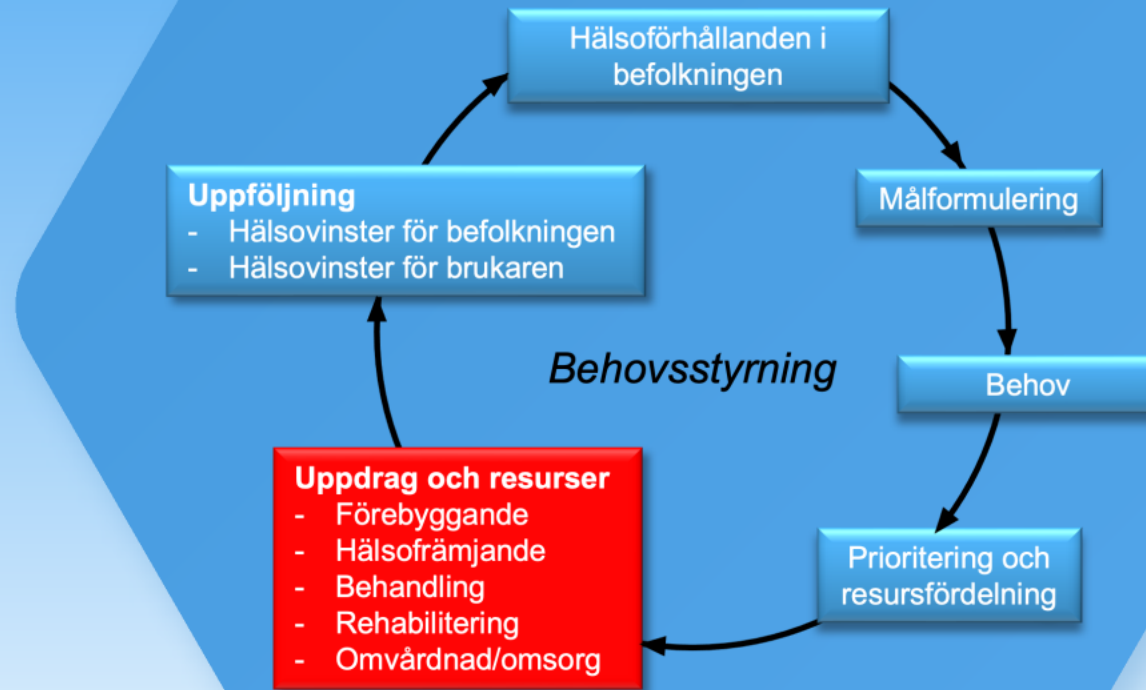 Hälsoförhållanden i
befolkningen
Målformulering
Behov
Prioritering och
resursfördelning
Uppdrag och resurser
- Förebyggande
- Hälsofrämjande
- Behandling
- Rehabilitering
- Omvårdnad/omsorg
Uppföljning
- Hälsovinster för befolkningen
- Hälsovinster för brukaren
Behovsstyrning